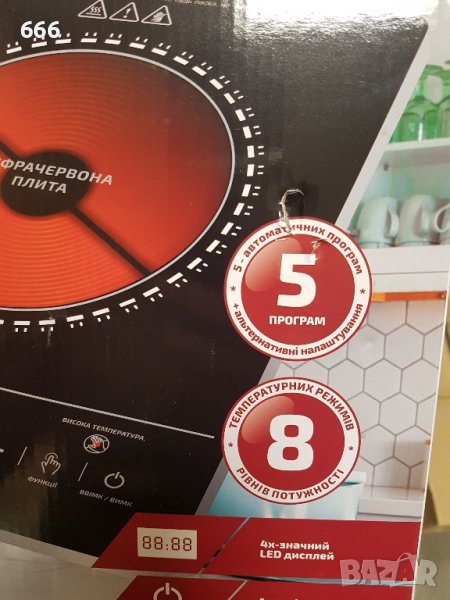 666
ФРАЧЕРВОНА
ПЛИТА
5 - автоматичних програм
5
ПРОГРАМ
+ альтернативні налаштування
ТЕМПЕРАТУРНИХ РЕЖИМІВ
8
РІВНІВ ПОТУЖНОСТІ
ВИСОКА ТЕМПЕРАТУРА
ФУНКЦІЇ
ВВІМК / ВИМК
88:88
4х-значний
LED дисплей
BAZAR